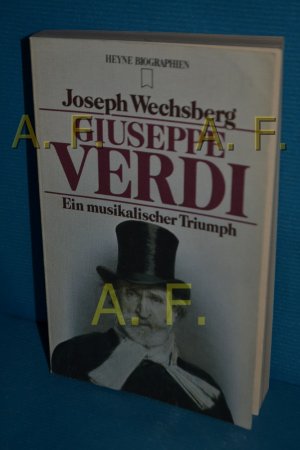 HEYNE BIOGRAPHIEN
Joseph Wechsberg
GIUSEPPE
VERDI
Ein musikalischer Triumph
A. F.
A. F.
A. F.